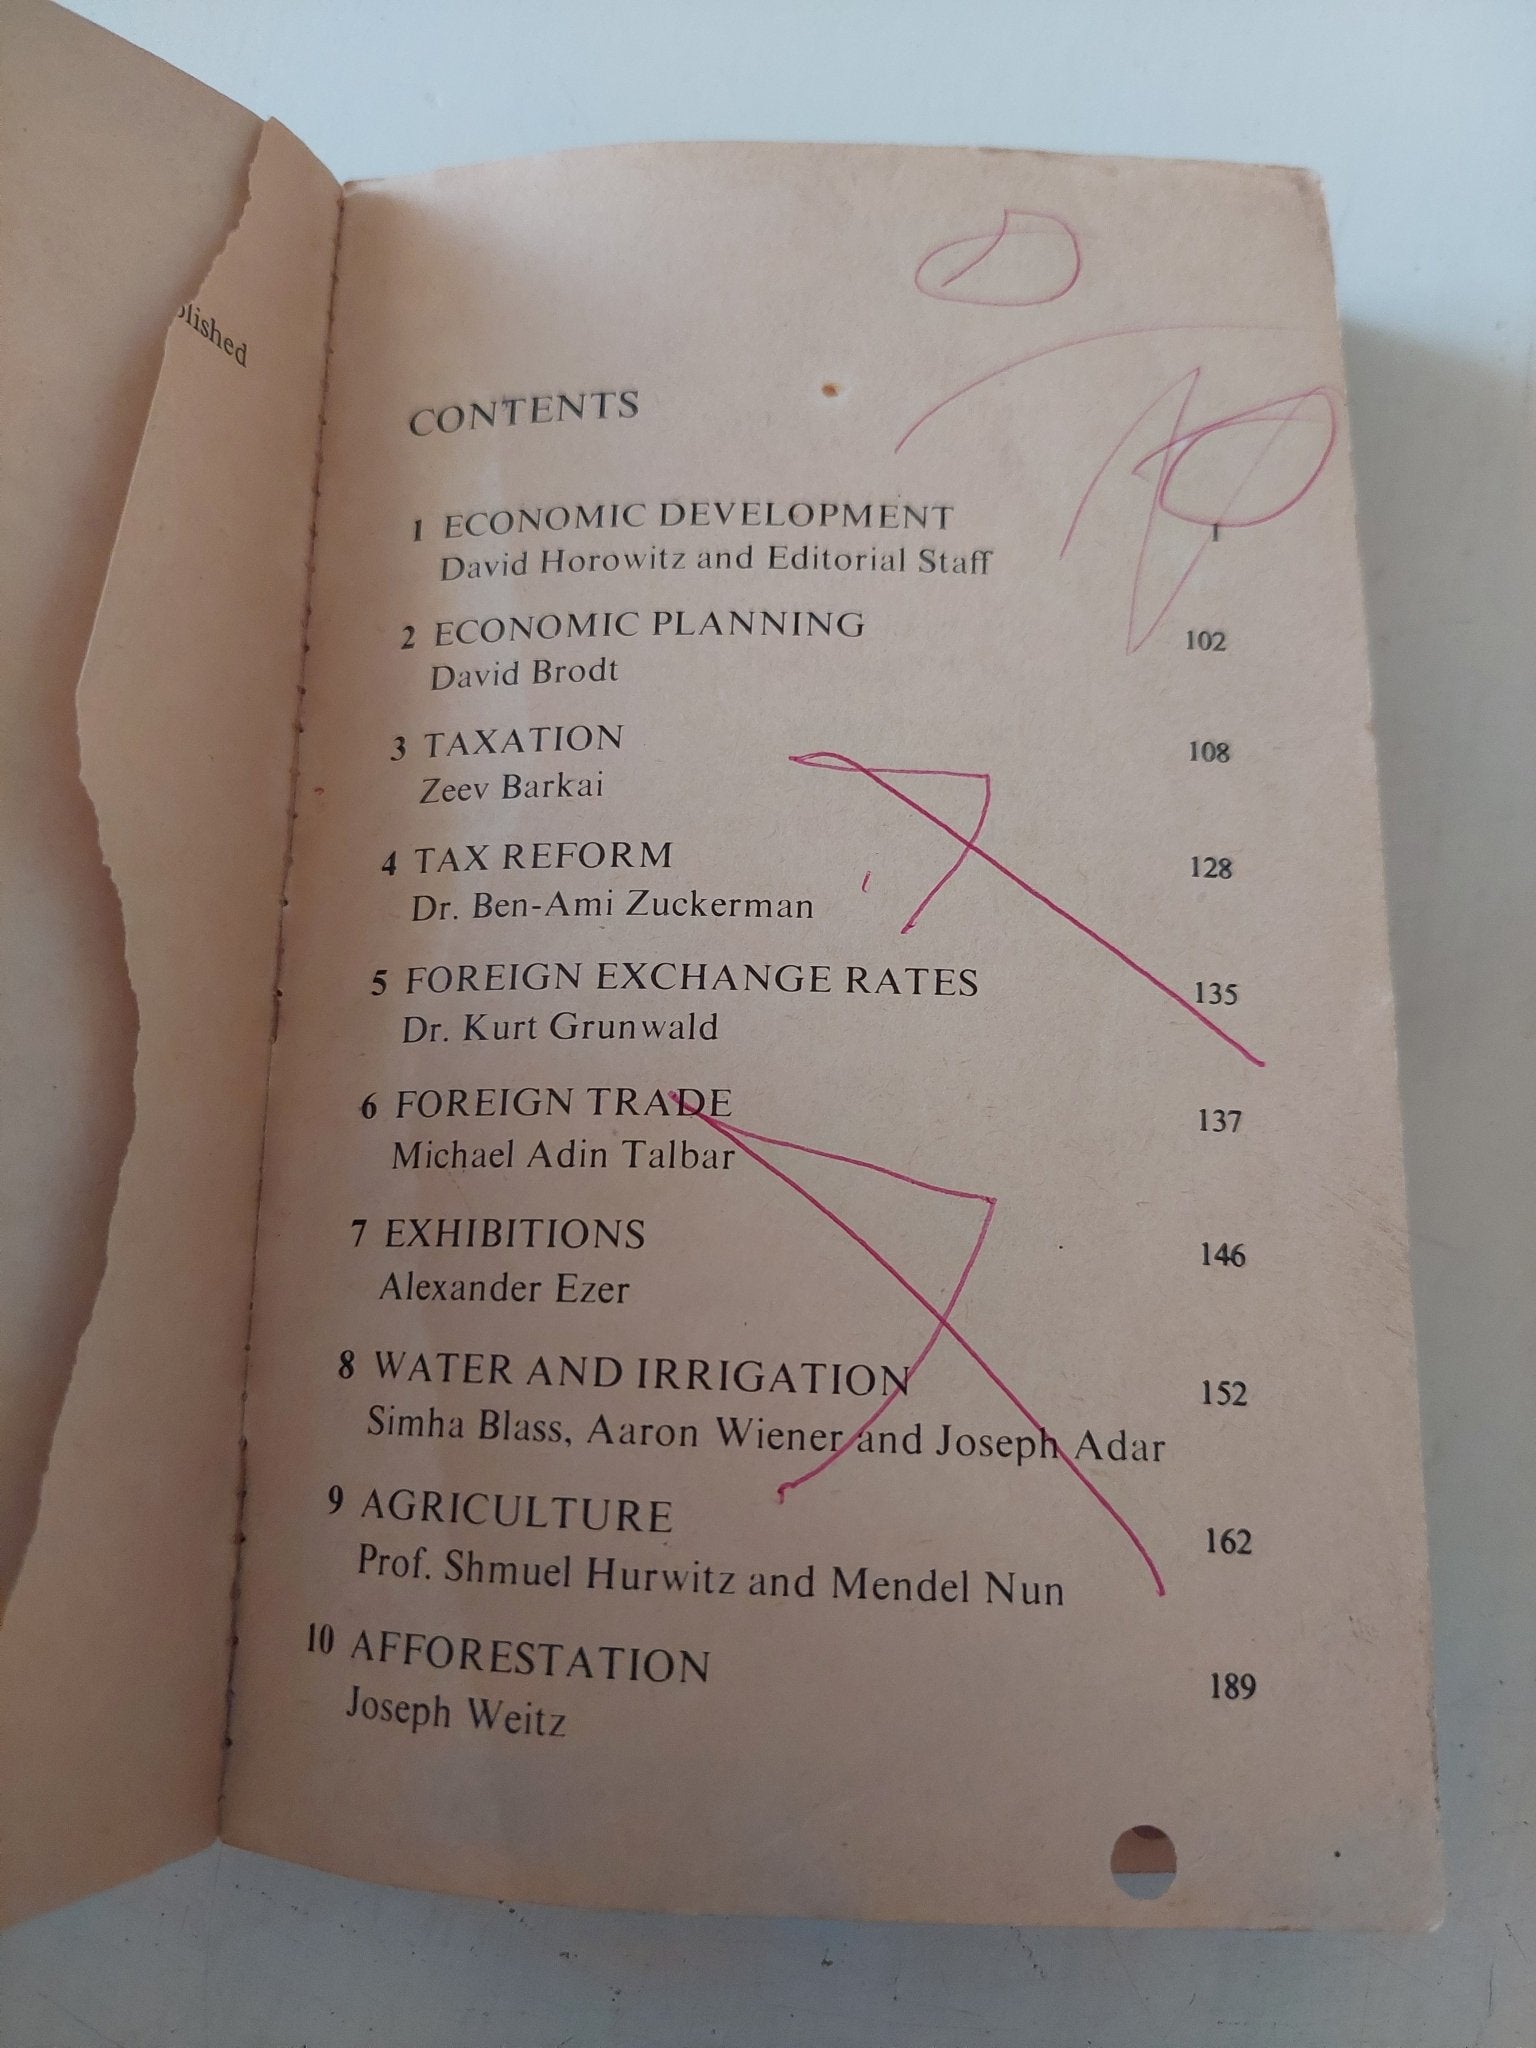 lished
CONTENTS
1 ECONOMIC DEVELOPMENT 1
David Horowitz and Editorial Staff
2 ECONOMIC PLANNING 102
David Brodt
3 TAXATION 108
Zeev Barkai
4 TAX REFORM 128
Dr. Ben-Ami Zuckerman
5 FOREIGN EXCHANGE RATES 135
Dr. Kurt Grunwald
6 FOREIGN TRADE 137
Michael Adin Talbar
7 EXHIBITIONS 146
Alexander Ezer
8 WATER AND IRRIGATION 152
Simha Blass, Aaron Wiener and Joseph Adar
9 AGRICULTURE 162
Prof. Shmuel Hurwitz and Mendel Nun
10 AFFORESTATION 189
Joseph Weitz